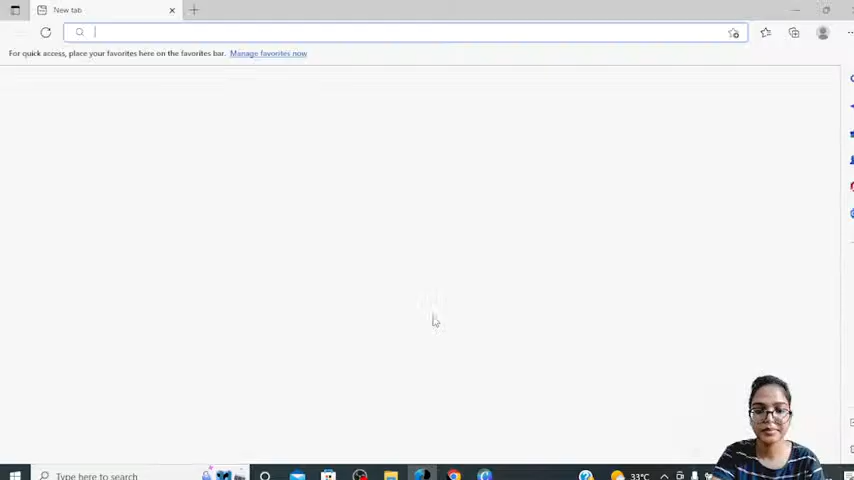 New tab
For quick access, place your favorites here on the favorites bar. Manage favorites now
Type here to search
33°C